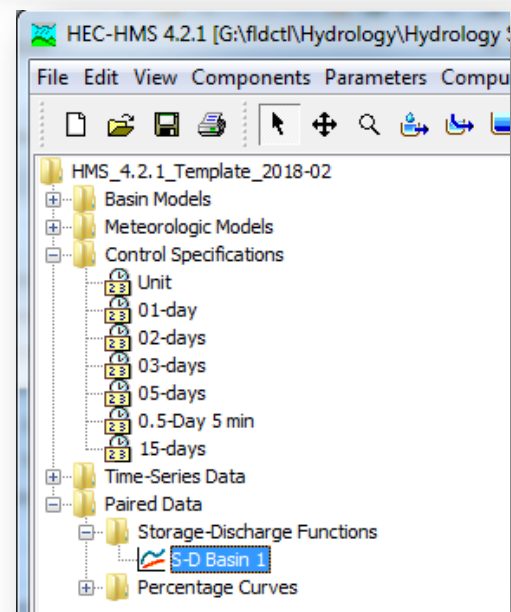 HEC-HMS 4.2.1 [G:\fldctl\Hydrology\Hydrology
File Edit View Components Parameters Compu
HMS_4.2.1_Template_2018-02
Basin Models
Meteorologic Models
Control Specifications
Unit
01-day
02-days
03-days
05-days
0.5-Day 5 min
15-days
Time-Series Data
Paired Data
Storage-Discharge Functions
S-D Basin 1
Percentage Curves